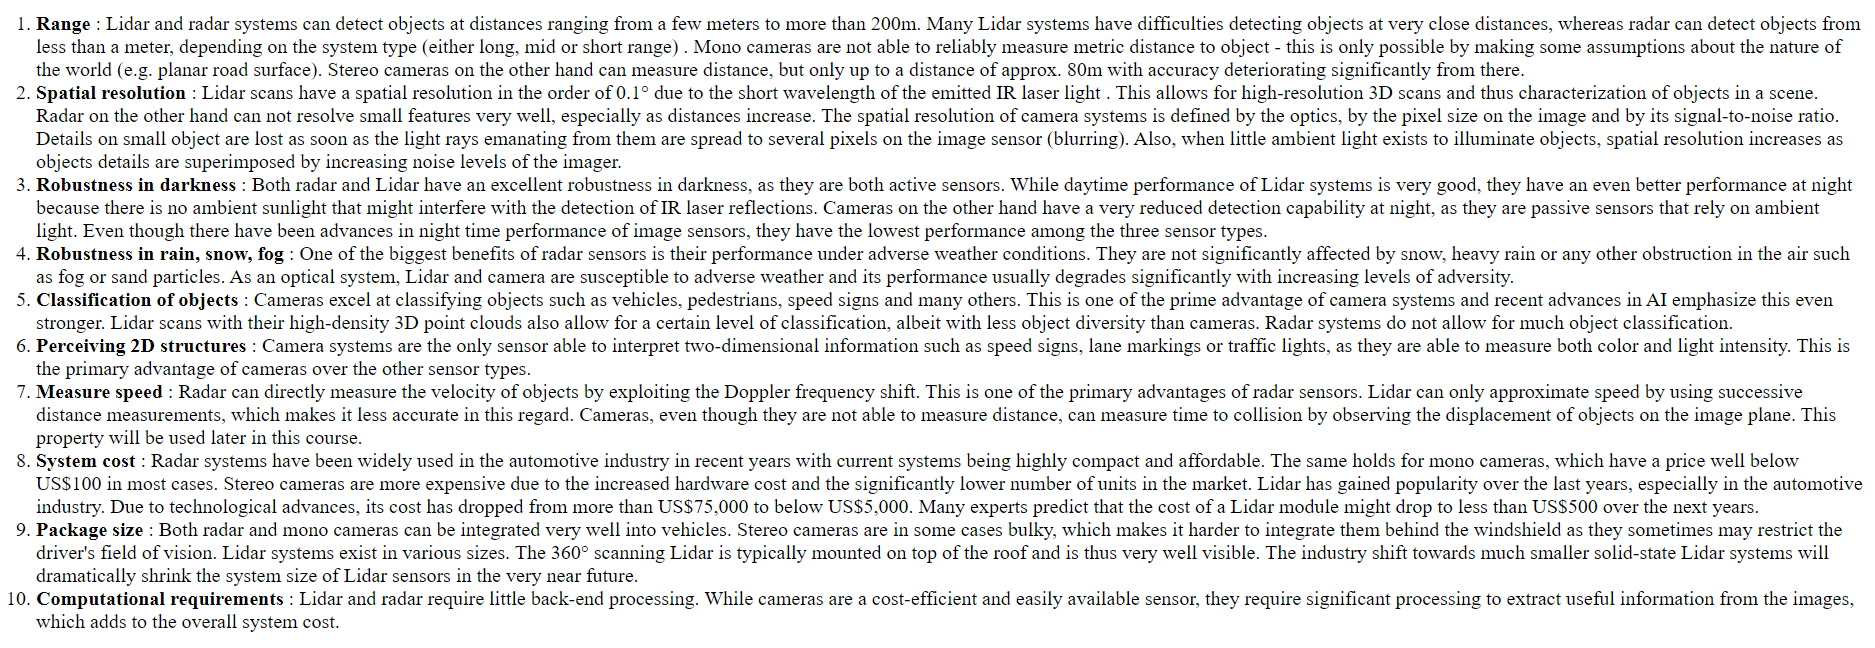 1. Range : Lidar and radar systems can detect objects at distances ranging from a few meters to more than 200m. Many Lidar systems have difficulties detecting objects at very close distances, whereas radar can detect objects from
less than a meter, depending on the system type (either long, mid or short range) . Mono cameras are not able to reliably measure metric distance to object - this is only possible by making some assumptions about the nature of
the world (e.g. planar road surface). Stereo cameras on the other hand can measure distance, but only up to a distance of approx. 80m with accuracy deteriorating significantly from there.
2. Spatial resolution : Lidar scans have a spatial resolution in the order of 0.1° due to the short wavelength of the emitted IR laser light . This allows for high-resolution 3D scans and thus characterization of objects in a scene.
Radar on the other hand can not resolve small features very well, especially as distances increase. The spatial resolution of camera systems is defined by the optics, by the pixel size on the image and by its signal-to-noise ratio.
Details on small object are lost as soon as the light rays emanating from them are spread to several pixels on the image sensor (blurring). Also, when little ambient light exists to illuminate objects, spatial resolution increases as
objects details are superimposed by increasing noise levels of the imager.
3. Robustness in darkness : Both radar and Lidar have an excellent robustness in darkness, as they are both active sensors. While daytime performance of Lidar systems is very good, they have an even better performance at night
because there is no ambient sunlight that might interfere with the detection of IR laser reflections. Cameras on the other hand have a very reduced detection capability at night, as they are passive sensors that rely on ambient
light. Even though there have been advances in night time performance of image sensors, they have the lowest performance among the three sensor types.
4. Robustness in rain, snow, fog : One of the biggest benefits of radar sensors is their performance under adverse weather conditions. They are not significantly affected by snow, heavy rain or any other obstruction in the air such
as fog or sand particles. As an optical system, Lidar and camera are susceptible to adverse weather and its performance usually degrades significantly with increasing levels of adversity.
5. Classification of objects : Cameras excel at classifying objects such as vehicles, pedestrians, speed signs and many others. This is one of the prime advantage of camera systems and recent advances in AI emphasize this even
stronger. Lidar scans with their high-density 3D point clouds also allow for a certain level of classification, albeit with less object diversity than cameras. Radar systems do not allow for much object classification.
6. Perceiving 2D structures : Camera systems are the only sensor able to interpret two-dimensional information such as speed signs, lane markings or traffic lights, as they are able to measure both color and light intensity. This is
the primary advantage of cameras over the other sensor types.
7. Measure speed : Radar can directly measure the velocity of objects by exploiting the Doppler frequency shift. This is one of the primary advantages of radar sensors. Lidar can only approximate speed by using successive
distance measurements, which makes it less accurate in this regard. Cameras, even though they are not able to measure distance, can measure time to collision by observing the displacement of objects on the image plane. This
property will be used later in this course.
8. System cost : Radar systems have been widely used in the automotive industry in recent years with current systems being highly compact and affordable. The same holds for mono cameras, which have a price well below
US$100 in most cases. Stereo cameras are more expensive due to the increased hardware cost and the significantly lower number of units in the market. Lidar has gained popularity over the last years, especially in the automotive
industry. Due to technological advances, its cost has dropped from more than US$75,000 to below US$5,000. Many experts predict that the cost of a Lidar module might drop to less than US$500 over the next years.
9. Package size : Both radar and mono cameras can be integrated very well into vehicles. Stereo cameras are in some cases bulky, which makes it harder to integrate them behind the windshield as they sometimes may restrict the
driver's field of vision. Lidar systems exist in various sizes. The 360° scanning Lidar is typically mounted on top of the roof and is thus very well visible. The industry shift towards much smaller solid-state Lidar systems will
dramatically shrink the system size of Lidar sensors in the very near future.
10. Computational requirements : Lidar and radar require little back-end processing. While cameras are a cost-efficient and easily available sensor, they require significant processing to extract useful information from the images,
which adds to the overall system cost.